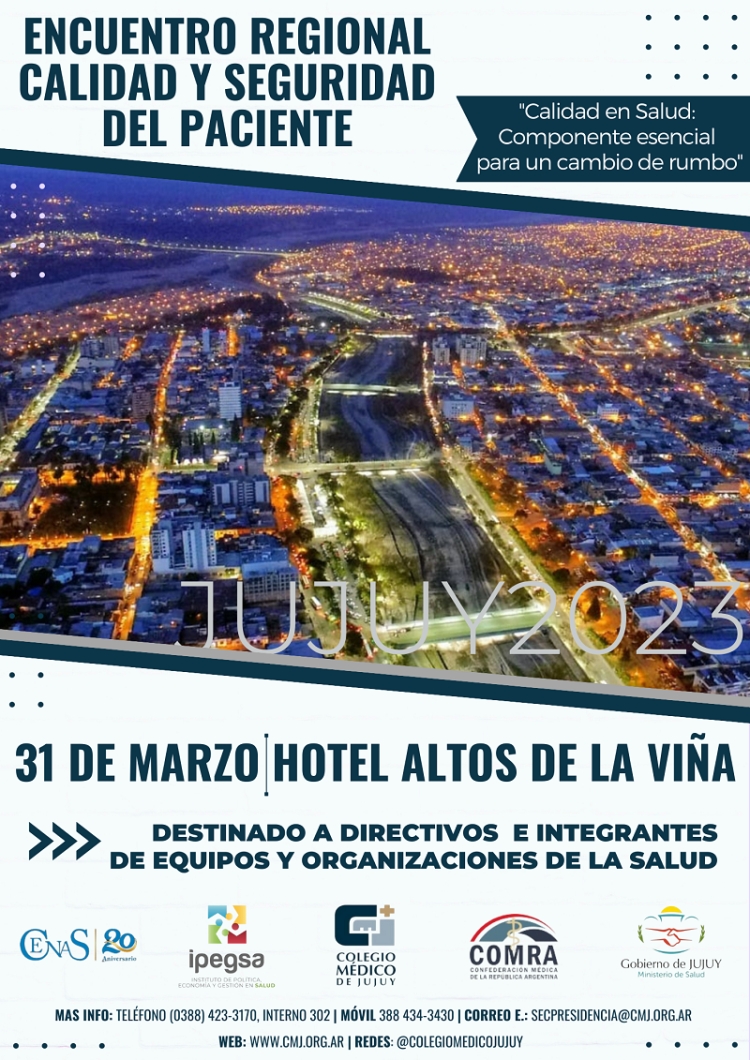 ENCUENTRO REGIONAL
CALIDAD Y SEGURIDAD
DEL PACIENTE
"Calidad en Salud:
Componente esencial
para un cambio de rumbo"
JUJUY2023
31 DE MARZO HOTEL ALTOS DE LA VIÑA
DESTINADO A DIRECTIVOS E INTEGRANTES
DE EQUIPOS Y ORGANIZACIONES DE LA SALUD
CENAS 20
Aniversario
ipegsa
INSTITUTO DE POLÍTICA,
ECONOMÍA Y GESTIÓN EN SALUD
COLEGIO
MÉDICO
DE JUJUY
COMRA
CONFEDERACIÓN MÉDICA
DE LA REPÚBLICA ARGENTINA
Gobierno de JUJUY
Ministerio de Salud
MAS INFO: TELÉFONO (0388) 423-3170, INTERNO 302 | MÓVIL 388 434-3430 | CORREO E.: SECPRESIDENCIA@CMJ.ORG.AR
WEB: WWW.CMJ.ORG.AR | REDES: @COLEGIOMEDICOJUJUY